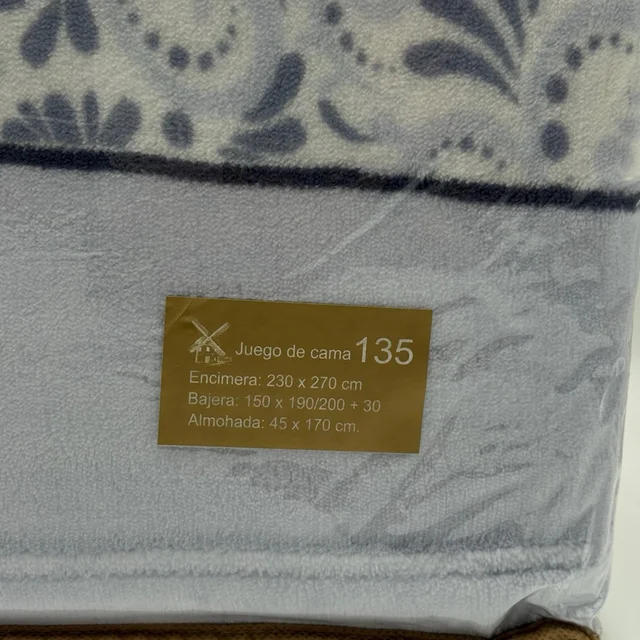 Juego de cama 135
Encimera: 230 x 270 cm
Bajera: 150 x 190/200 + 30
Almohada: 45 x 170 cm.